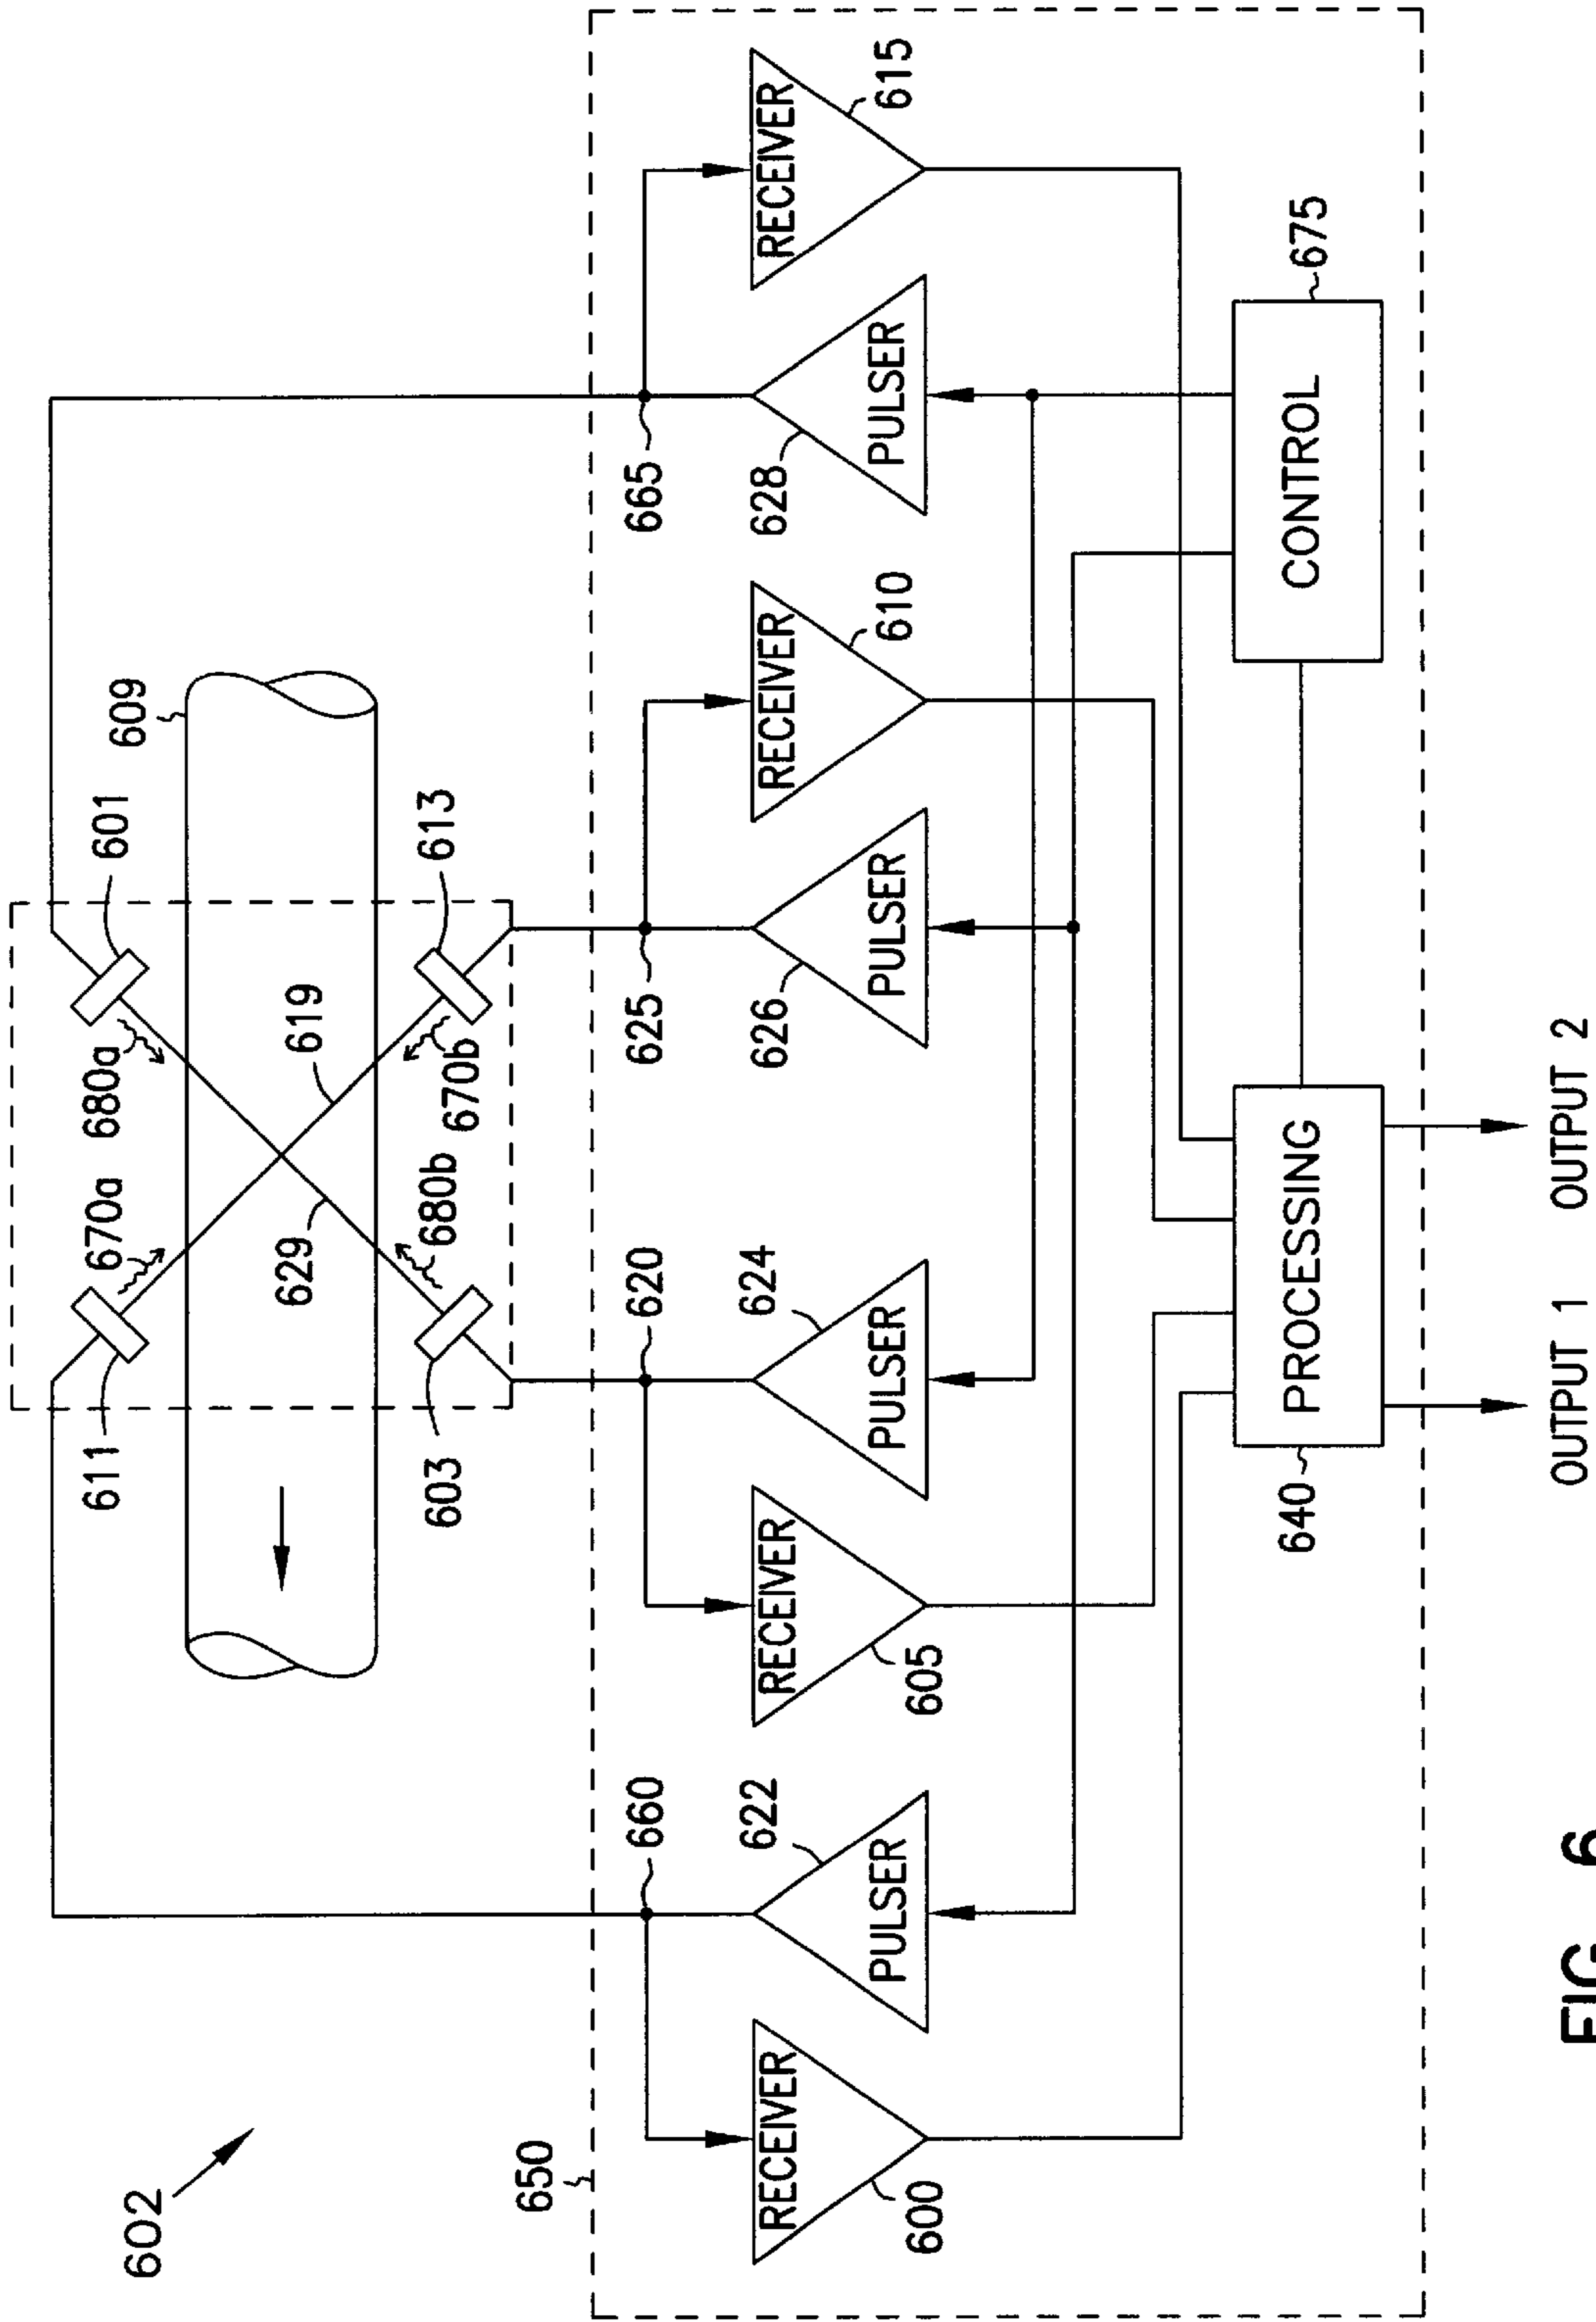 602
609
601
613
611
603
670a
680a
619
629
680b
670b
650
660
620
625
665
RECEIVER
600
PULSER
622
RECEIVER
605
PULSER
624
PULSER
626
RECEIVER
610
PULSER
628
RECEIVER
615
PROCESSING
640
CONTROL
675
OUTPUT 1
OUTPUT 2
FIG. 6